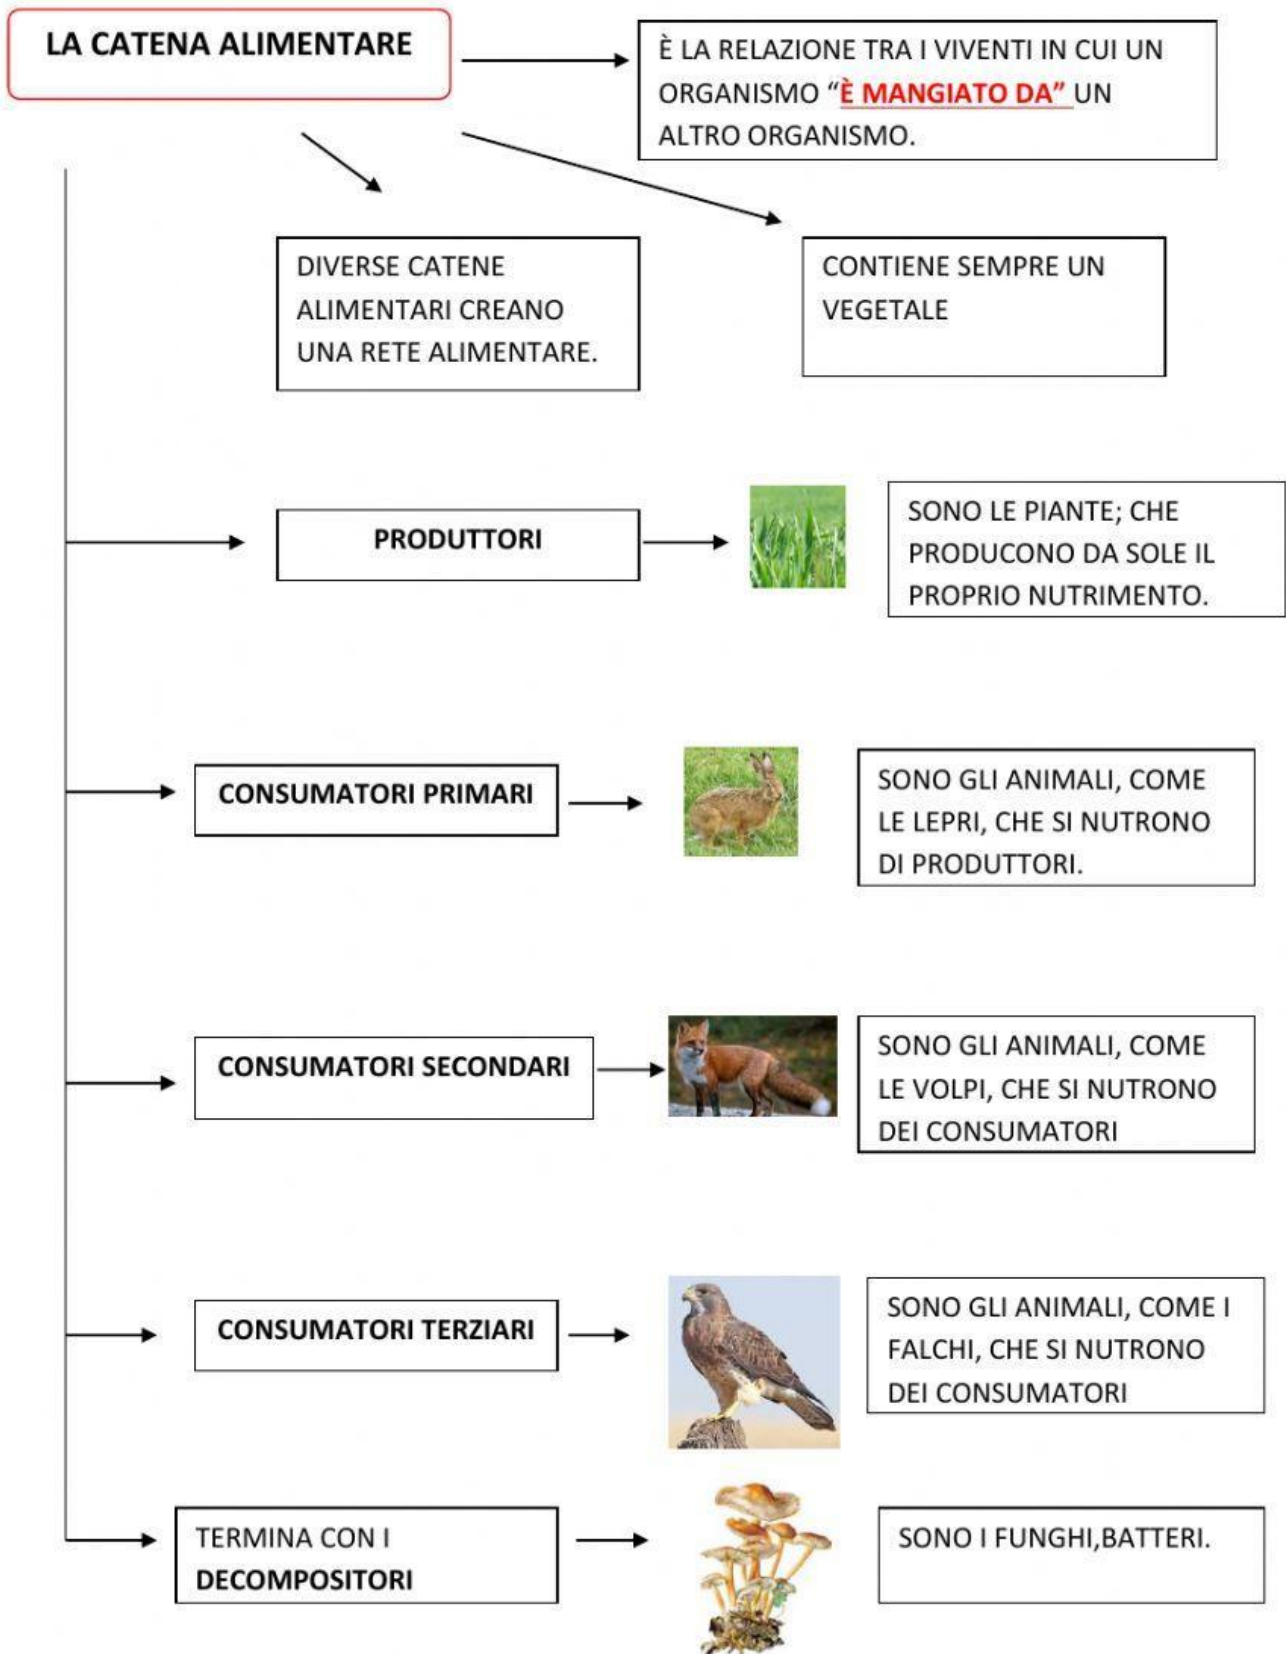 LA CATENA ALIMENTARE
È LA RELAZIONE TRA I VIVENTI IN CUI UN
ORGANISMO “È MANGIATO DA” UN
ALTRO ORGANISMO.
DIVERSE CATENE
ALIMENTARI CREANO
UNA RETE ALIMENTARE.
CONTIENE SEMPRE UN
VEGETALE
PRODUTTORI
SONO LE PIANTE; CHE
PRODUCONO DA SOLE IL
PROPRIO NUTRIMENTO.
CONSUMATORI PRIMARI
SONO GLI ANIMALI, COME
LE LEPRI, CHE SI NUTRONO
DI PRODUTTORI.
CONSUMATORI SECONDARI
SONO GLI ANIMALI, COME
LE VOLPI, CHE SI NUTRONO
DEI CONSUMATORI
CONSUMATORI TERZIARI
SONO GLI ANIMALI, COME I
FALCHI, CHE SI NUTRONO
DEI CONSUMATORI
TERMINA CON I
DECOMPOSITORI
SONO I FUNGHI,BATTERI.